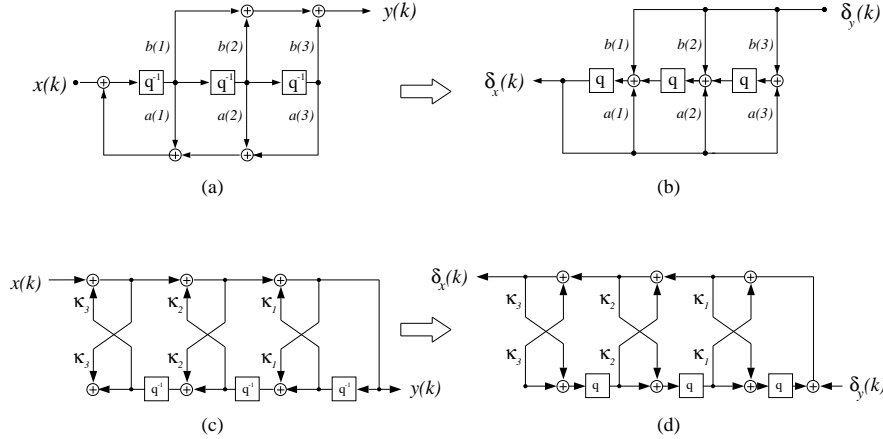 y(k)
δy(k)
b(1) b(2) b(3)
b(1) b(2) b(3)
x(k) q⁻¹ q⁻¹ q⁻¹
δx(k) q q q
a(1) a(2) a(3)
a(1) a(2) a(3)
(a)
(b)
x(k)
δx(k)
κ3 κ2 κ1
κ3 κ2 κ1
κ3 κ2 κ1
κ3 κ2 κ1
q⁻¹ q⁻¹ q⁻¹ y(k)
q q q δy(k)
(c)
(d)